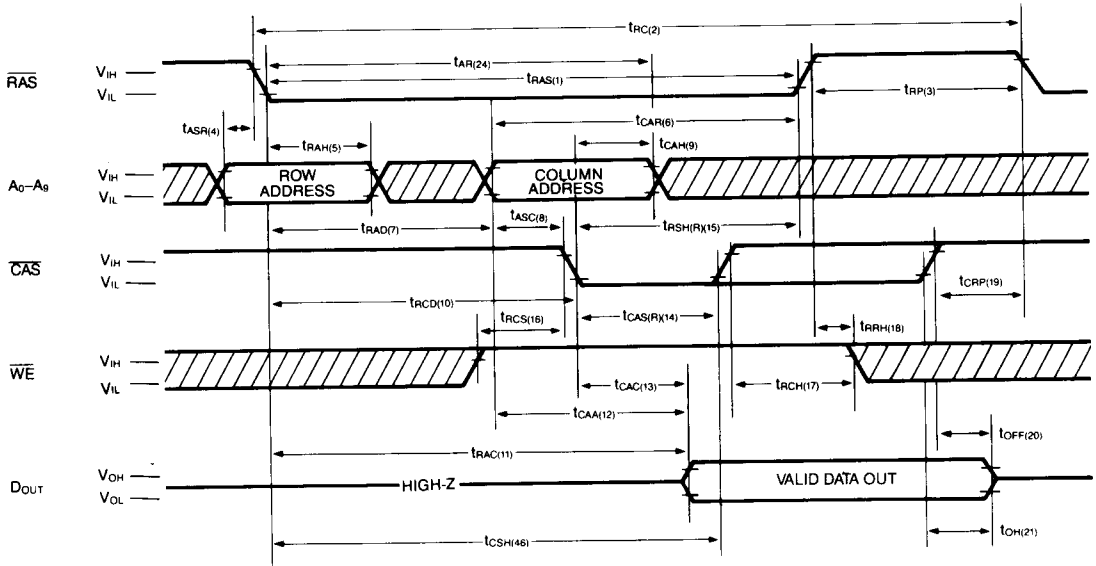 tRC(2)
tAR(24)
RAS
VIH
VIL
tRAS(1)
tRP(3)
tASR(4)
tCAR(6)
tRAH(5)
tCAH(9)
A0–A9
VIH
VIL
ROW
ADDRESS
COLUMN
ADDRESS
tRAD(7)
tASC(8)
tRSH(R)(15)
CAS
VIH
VIL
tRCD(10)
tCRP(19)
tRCS(16)
tCAS(R)(14)
tRRH(18)
WE
VIH
VIL
tCAC(13)
tRCH(17)
tCAA(12)
tRAC(11)
tOFF(20)
DOUT
VOH
VOL
HIGH-Z
VALID DATA OUT
tCSH(46)
tOH(21)